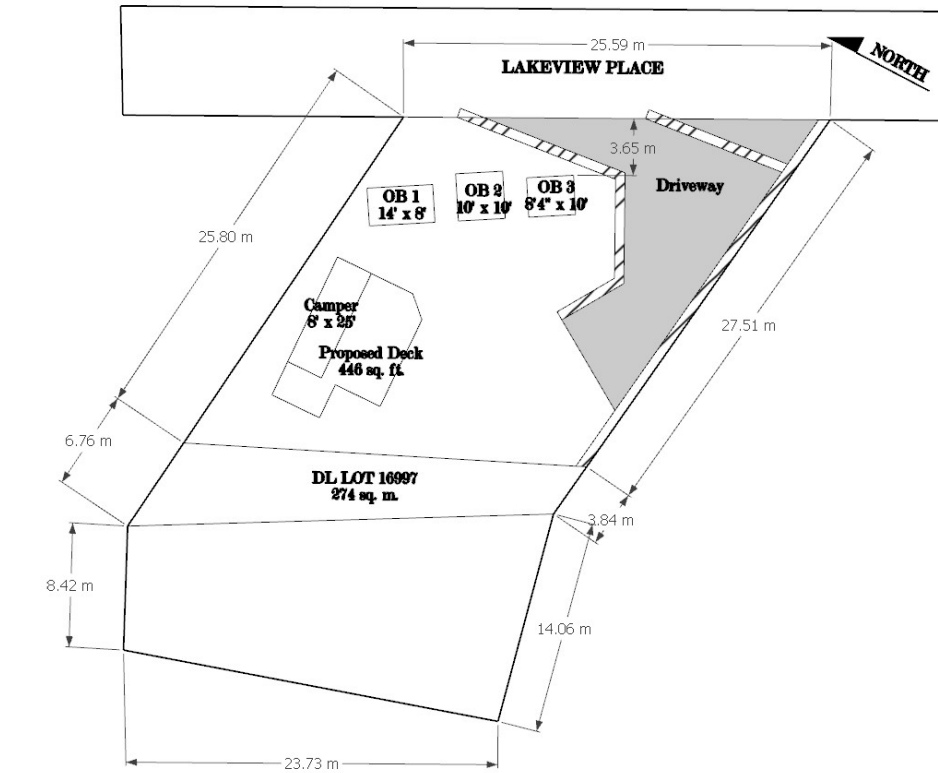 25.59 m
LAKEVIEW PLACE
NORTH
3.65 m
Driveway
OB 1
14' x 8'
OB 2
10' x 10'
OB 3
8'4" x 10'
25.80 m
Camper
8' x 25'
Proposed Deck
446 sq. ft.
27.51 m
6.76 m
DL LOT 16997
274 sq. m.
3.84 m
8.42 m
14.06 m
23.73 m